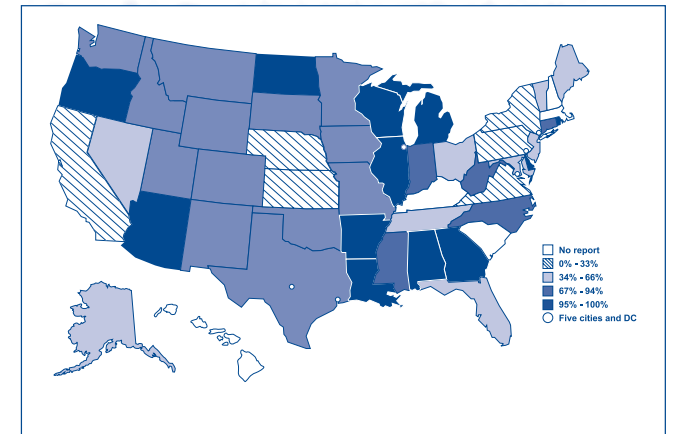 No report
0% - 33%
34% - 66%
67% - 94%
95% - 100%
Five cities and DC